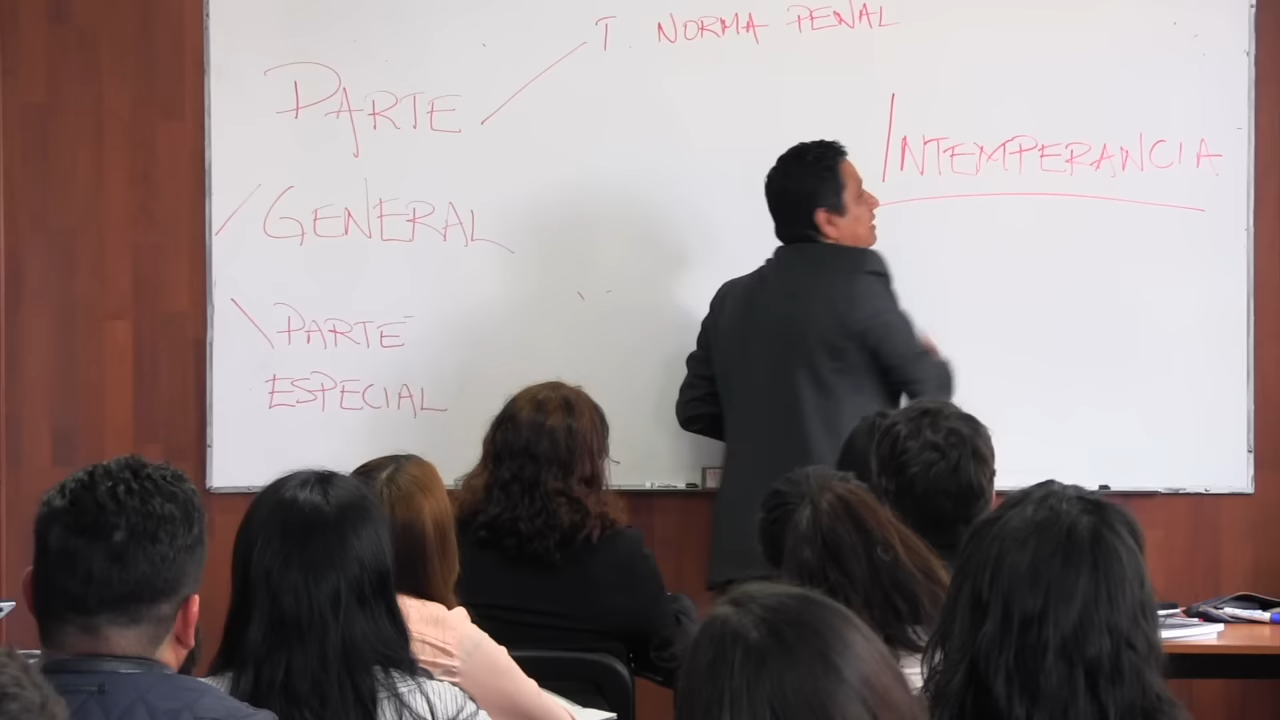 T. NORMA PENAL
PARTE
GENERAL
PARTE
ESPECIAL
INTEMPERANCIA